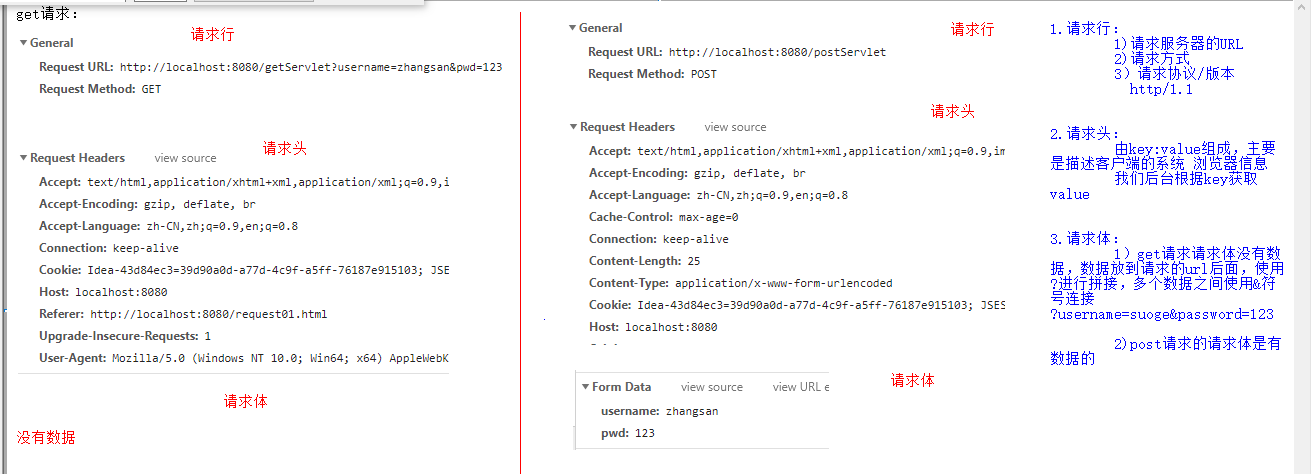 get请求：
请求行
General
Request URL: http://localhost:8080/getServlet?username=zhangsan&pwd=123
Request Method: GET
请求头
Request Headers view source
Accept: text/html,application/xhtml+xml,application/xml;q=0.9,i
Accept-Encoding: gzip, deflate, br
Accept-Language: zh-CN,zh;q=0.9,en;q=0.8
Connection: keep-alive
Cookie: Idea-43d84ec3=39d90a0d-a77d-4c9f-a5ff-76187e915103; JSE
Host: localhost:8080
Referer: http://localhost:8080/request01.html
Upgrade-Insecure-Requests: 1
User-Agent: Mozilla/5.0 (Windows NT 10.0; Win64; x64) AppleWebK
请求体
没有数据
General
请求行
Request URL: http://localhost:8080/postServlet
Request Method: POST
请求头
Request Headers view source
Accept: text/html,application/xhtml+xml,application/xml;q=0.9,im
Accept-Encoding: gzip, deflate, br
Accept-Language: zh-CN,zh;q=0.9,en;q=0.8
Cache-Control: max-age=0
Connection: keep-alive
Content-Length: 25
Content-Type: application/x-www-form-urlencoded
Cookie: Idea-43d84ec3=39d90a0d-a77d-4c9f-a5ff-76187e915103; JSES
Host: localhost:8080
请求体
Form Data view source view URL e
username: zhangsan
pwd: 123
1.请求行：
1)请求服务器的URL
2)请求方式
3）请求协议/版本
http/1.1
2.请求头：
由key:value组成，主要
是描述客户端的系统 浏览器信息
我们后台根据key获取
value
3.请求体：
1）get请求请求体没有数
据，数据放到请求的url后面，使用
?进行拼接，多个数据之间使用&符
号连接
?username=suoge&password=123
2)post请求的请求体是有
数据的